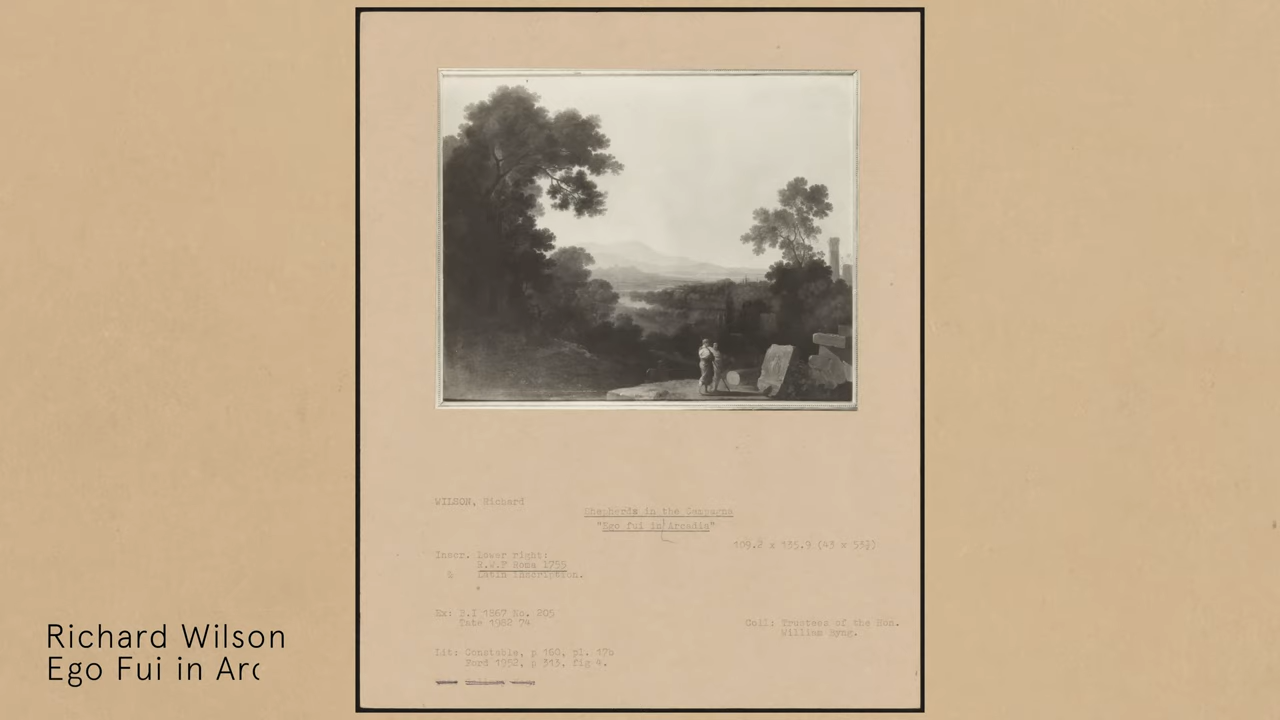 WILSON, Richard
Shepherds in the Campagna
"Ego fui in Arcadia"
109.2 x 135.9 (43 x 53½)
Inscr. Lower right:
R.W.F Roma 1755
& Latin inscription.
Ex: B.I 1867 No. 205
Tate 1982 74
Coll: Trustees of the Hon.
William Byng.
Lit: Constable, p 160, pl. 17b
Ford 1952, p 313, fig 4.
Richard Wilson
Ego Fui in Arc